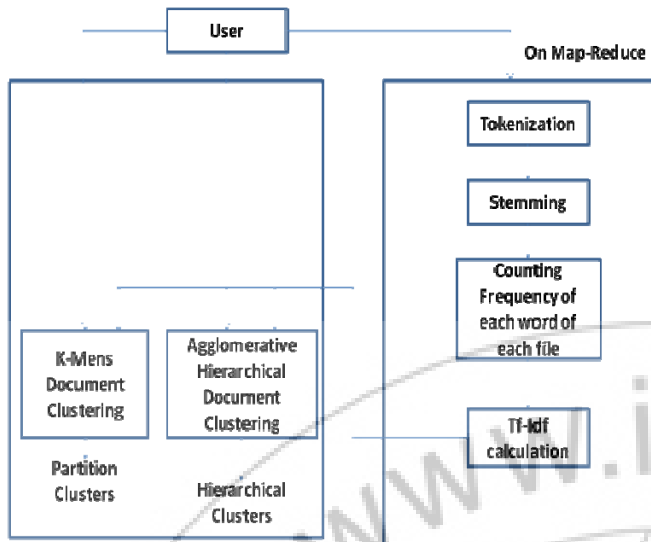 User
On Map-Reduce
Tokenization
Stemming
Counting
Frequency of
each word of
each file
K-Mens
Document
Clustering
Agglomerative
Hierarchical
Document
Clustering
Tf-Idf
calculation
Partition
Clusters
Hierarchical
Clusters
www.i